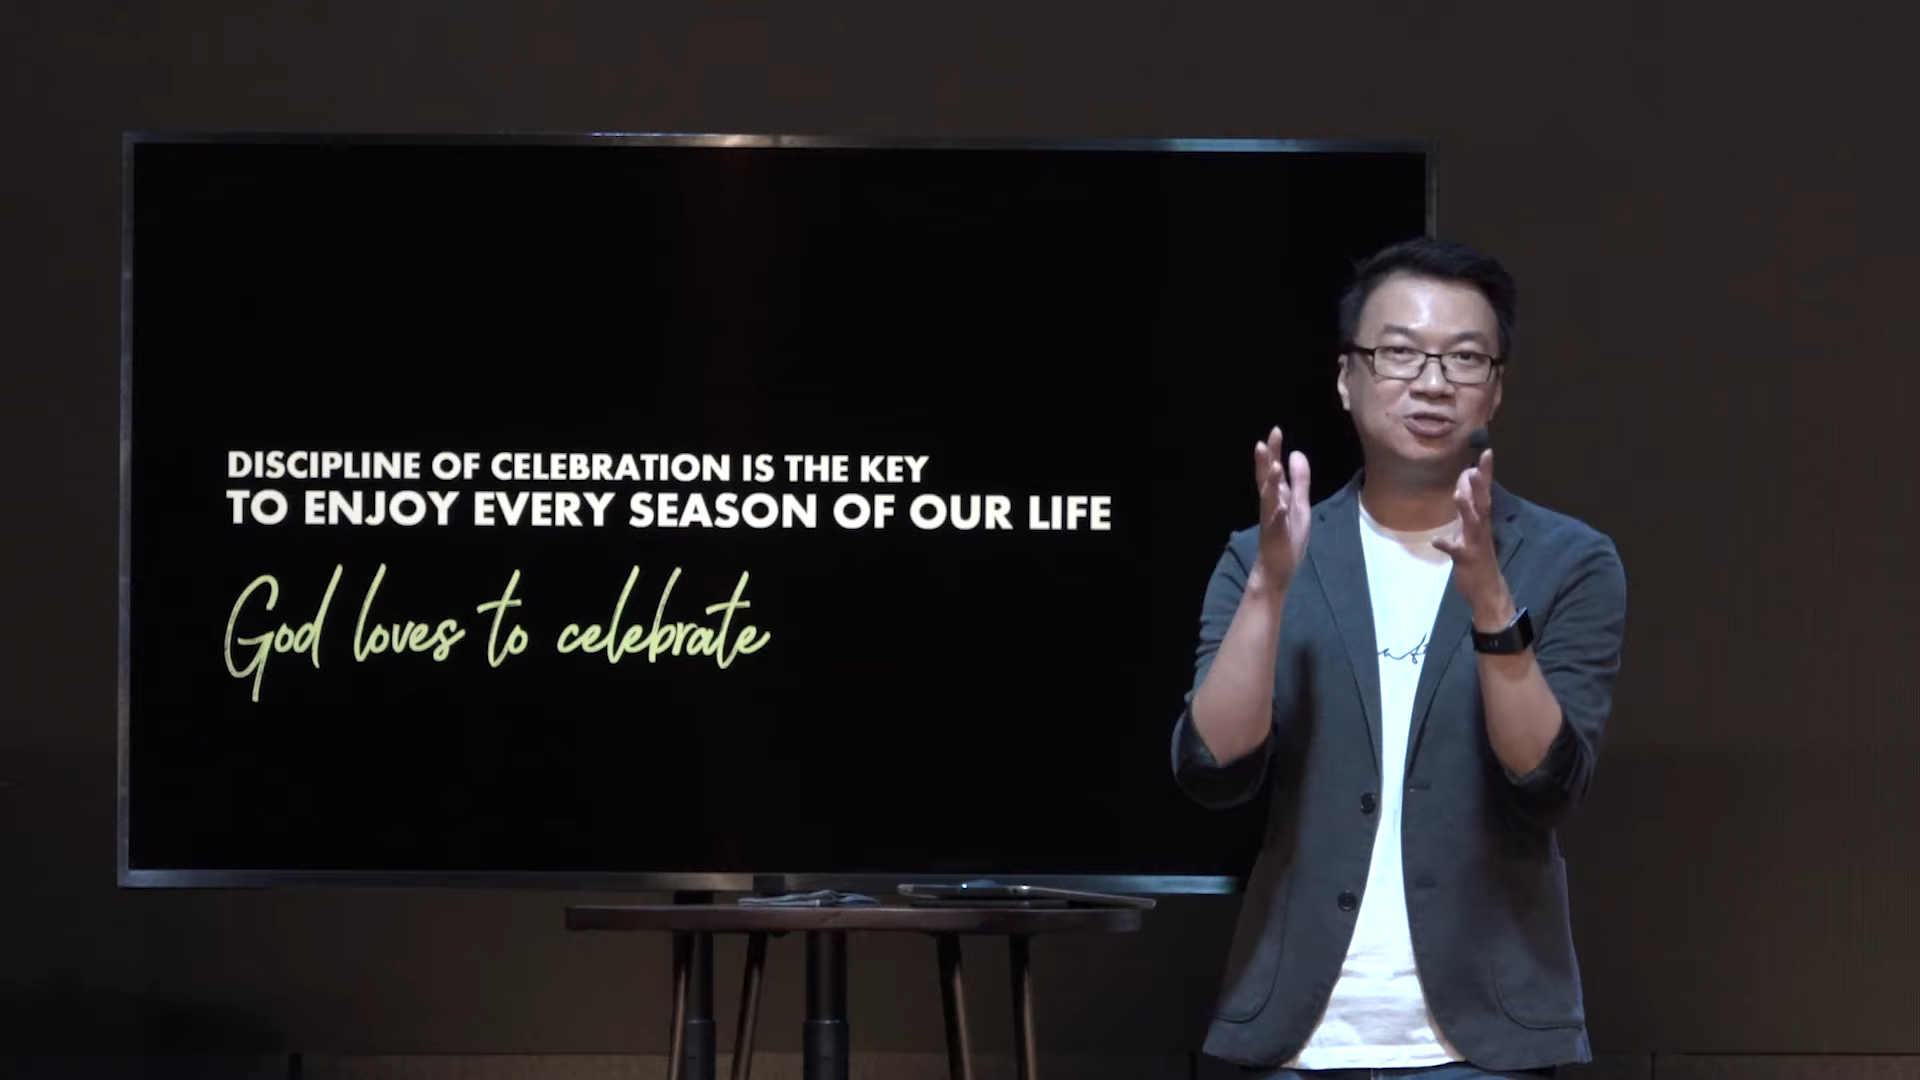 DISCIPLINE OF CELEBRATION IS THE KEY
TO ENJOY EVERY SEASON OF OUR LIFE
God loves to celebrate